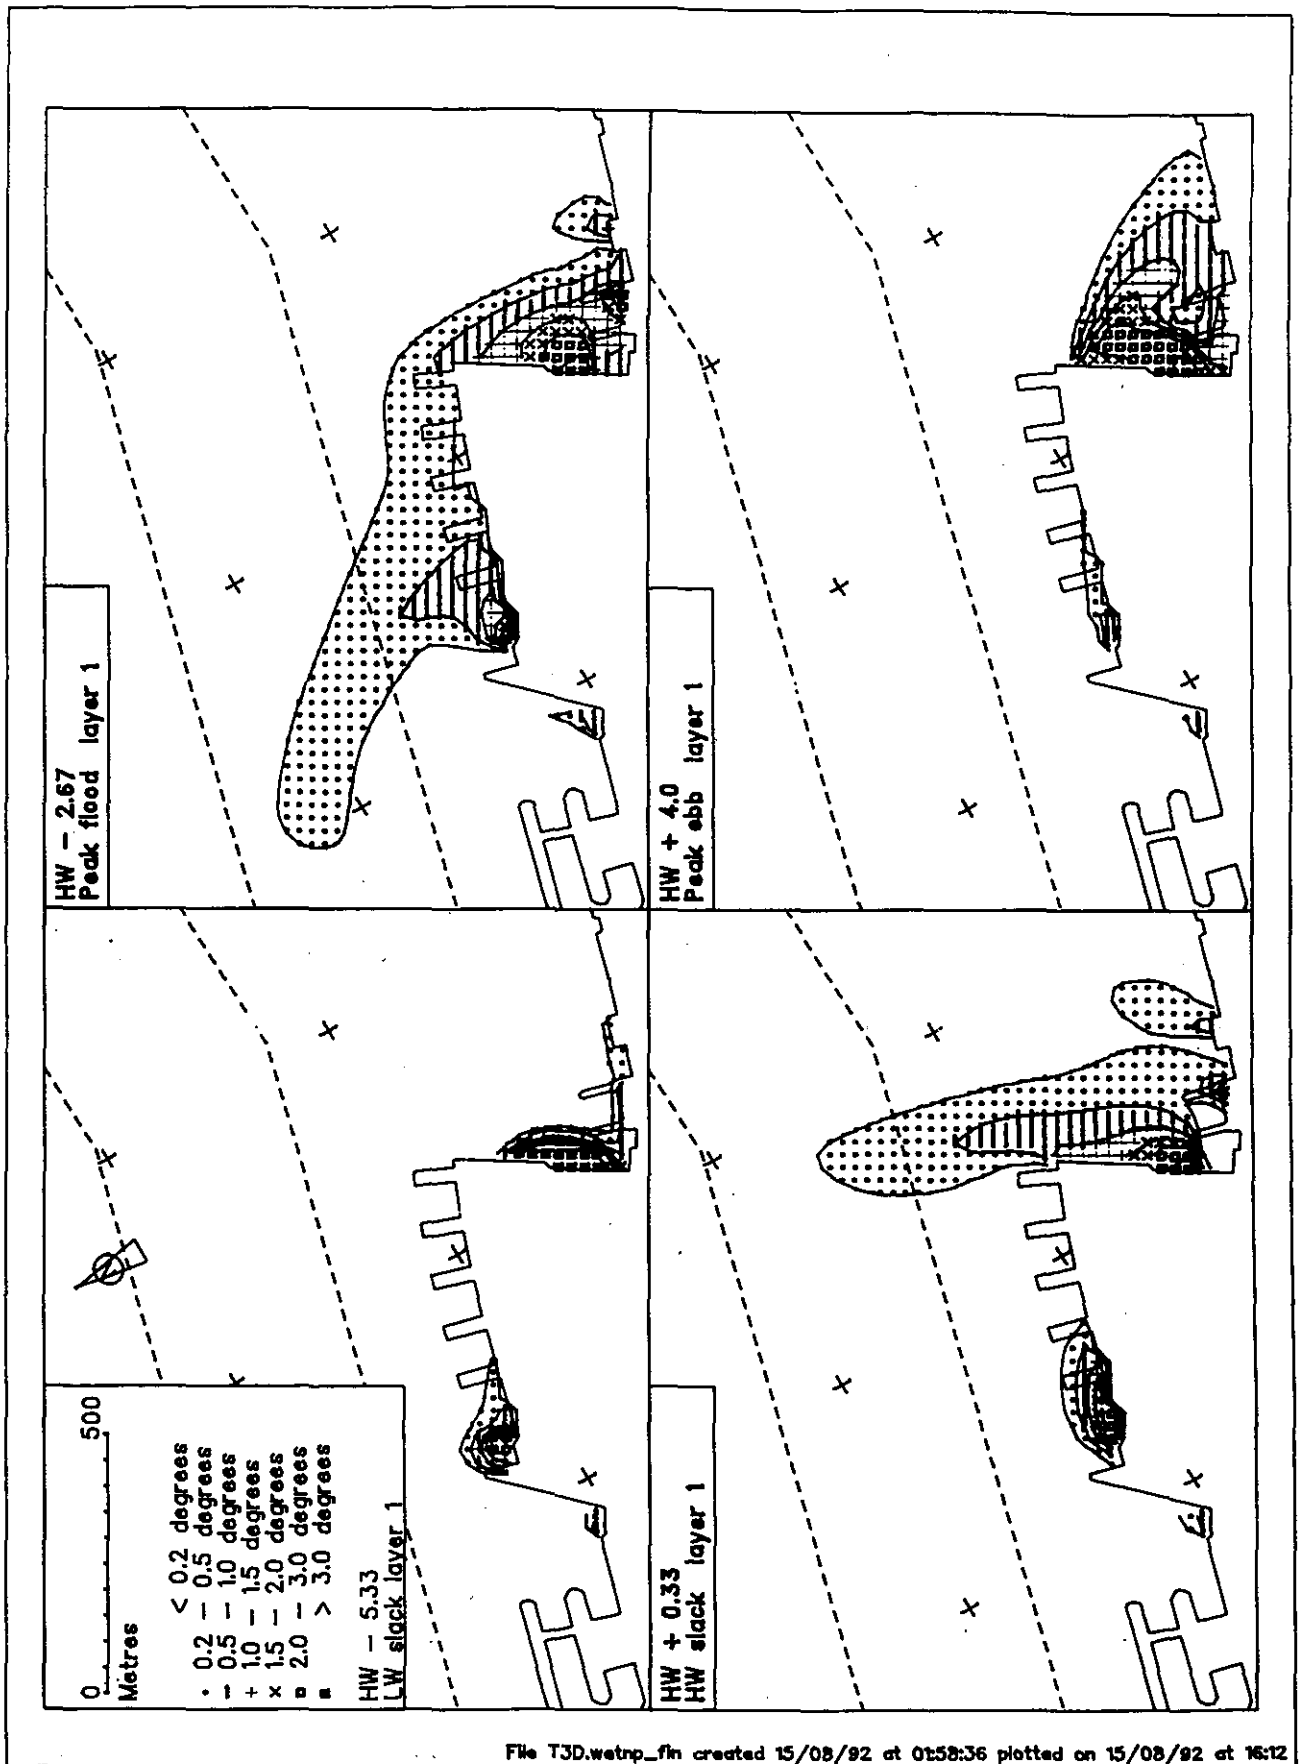 0 500
Metres
< 0.2 degrees
• 0.2 — 0.5 degrees
— 0.5 — 1.0 degrees
+ 1.0 — 1.5 degrees
x 1.5 — 2.0 degrees
□ 2.0 — 3.0 degrees
■ > 3.0 degrees
HW — 5.33
LW slack layer 1
HW — 2.67
Peak flood layer 1
HW + 0.33
HW slack layer 1
HW + 4.0
Peak ebb layer 1
File T3D.wetnp_fin created 15/08/92 at 01:58:36 plotted on 15/08/92 at 16:12